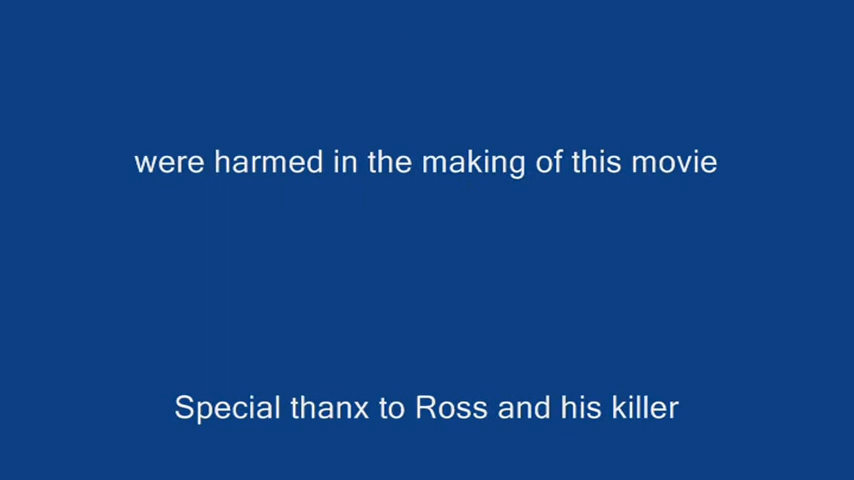 were harmed in the making of this movie
Special thanx to Ross and his killer